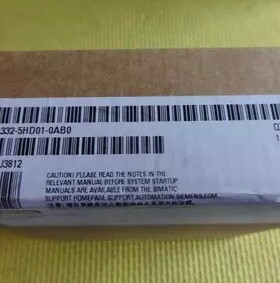 332-5HD01-0AB0
J3812
CAUTION! PLEASE READ THE NOTES IN THE
RELEVANT MANUAL BEFORE SYSTEM STARTUP
MANUALS ARE AVAILABLE FROM THE SIMATIC
SUPPORT HOMEPAGE:SUPPORT.AUTOMATION.SIEMENS.COM